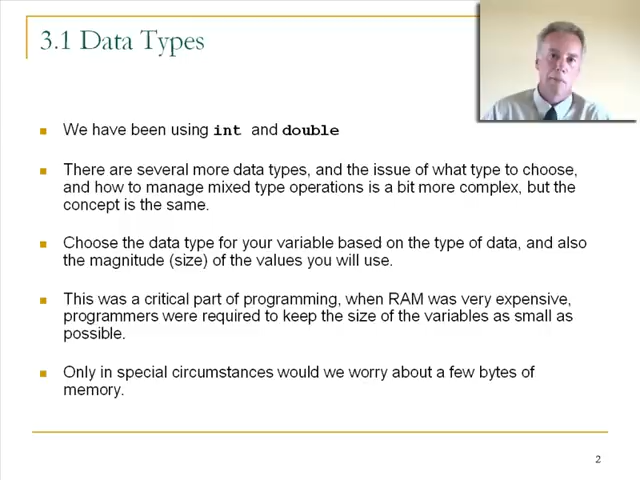 3.1 Data Types
We have been using int and double
There are several more data types, and the issue of what type to choose,
and how to manage mixed type operations is a bit more complex, but the
concept is the same.
Choose the data type for your variable based on the type of data, and also
the magnitude (size) of the values you will use.
This was a critical part of programming, when RAM was very expensive,
programmers were required to keep the size of the variables as small as
possible.
Only in special circumstances would we worry about a few bytes of
memory.
2